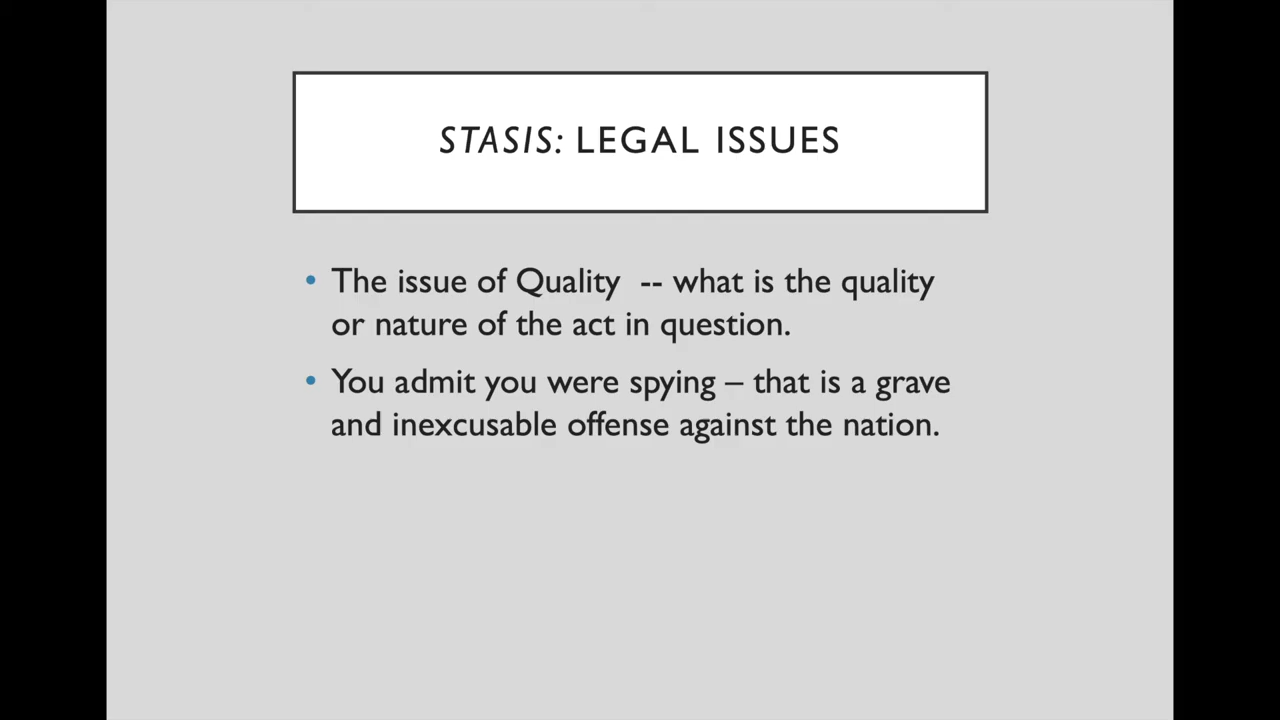 STASIS: LEGAL ISSUES
• The issue of Quality -- what is the quality
or nature of the act in question.
• You admit you were spying – that is a grave
and inexcusable offense against the nation.